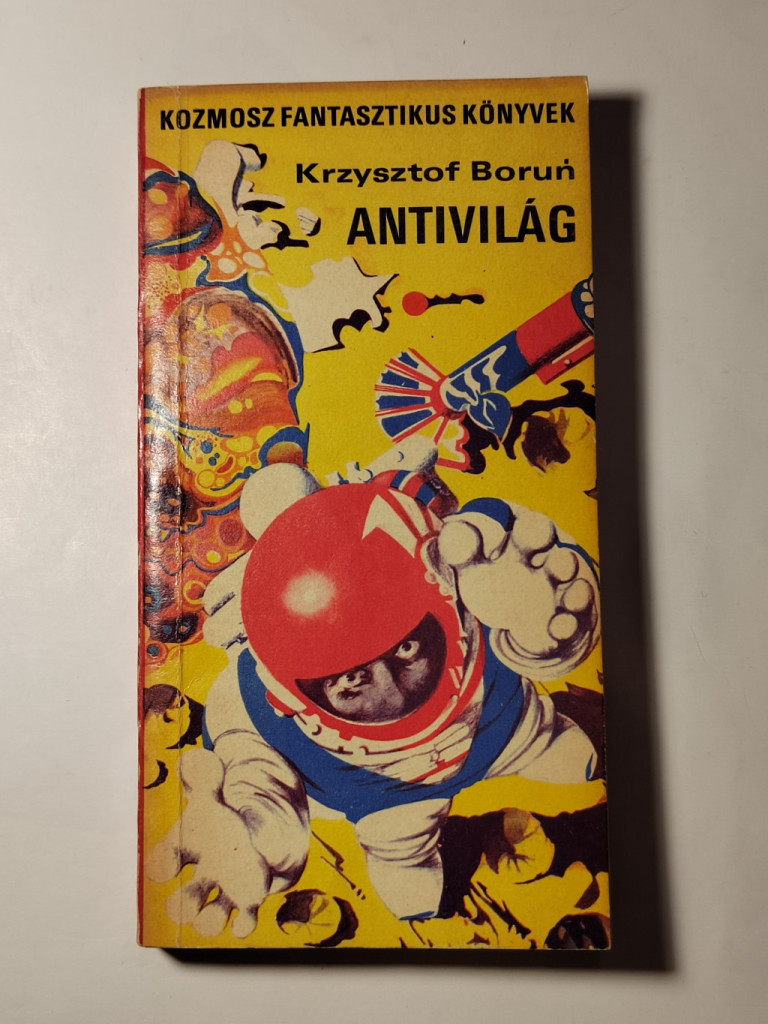 KOZMOSZ FANTASZTIKUS KÖNYVEK
Krzysztof Boruń
ANTIVILÁG